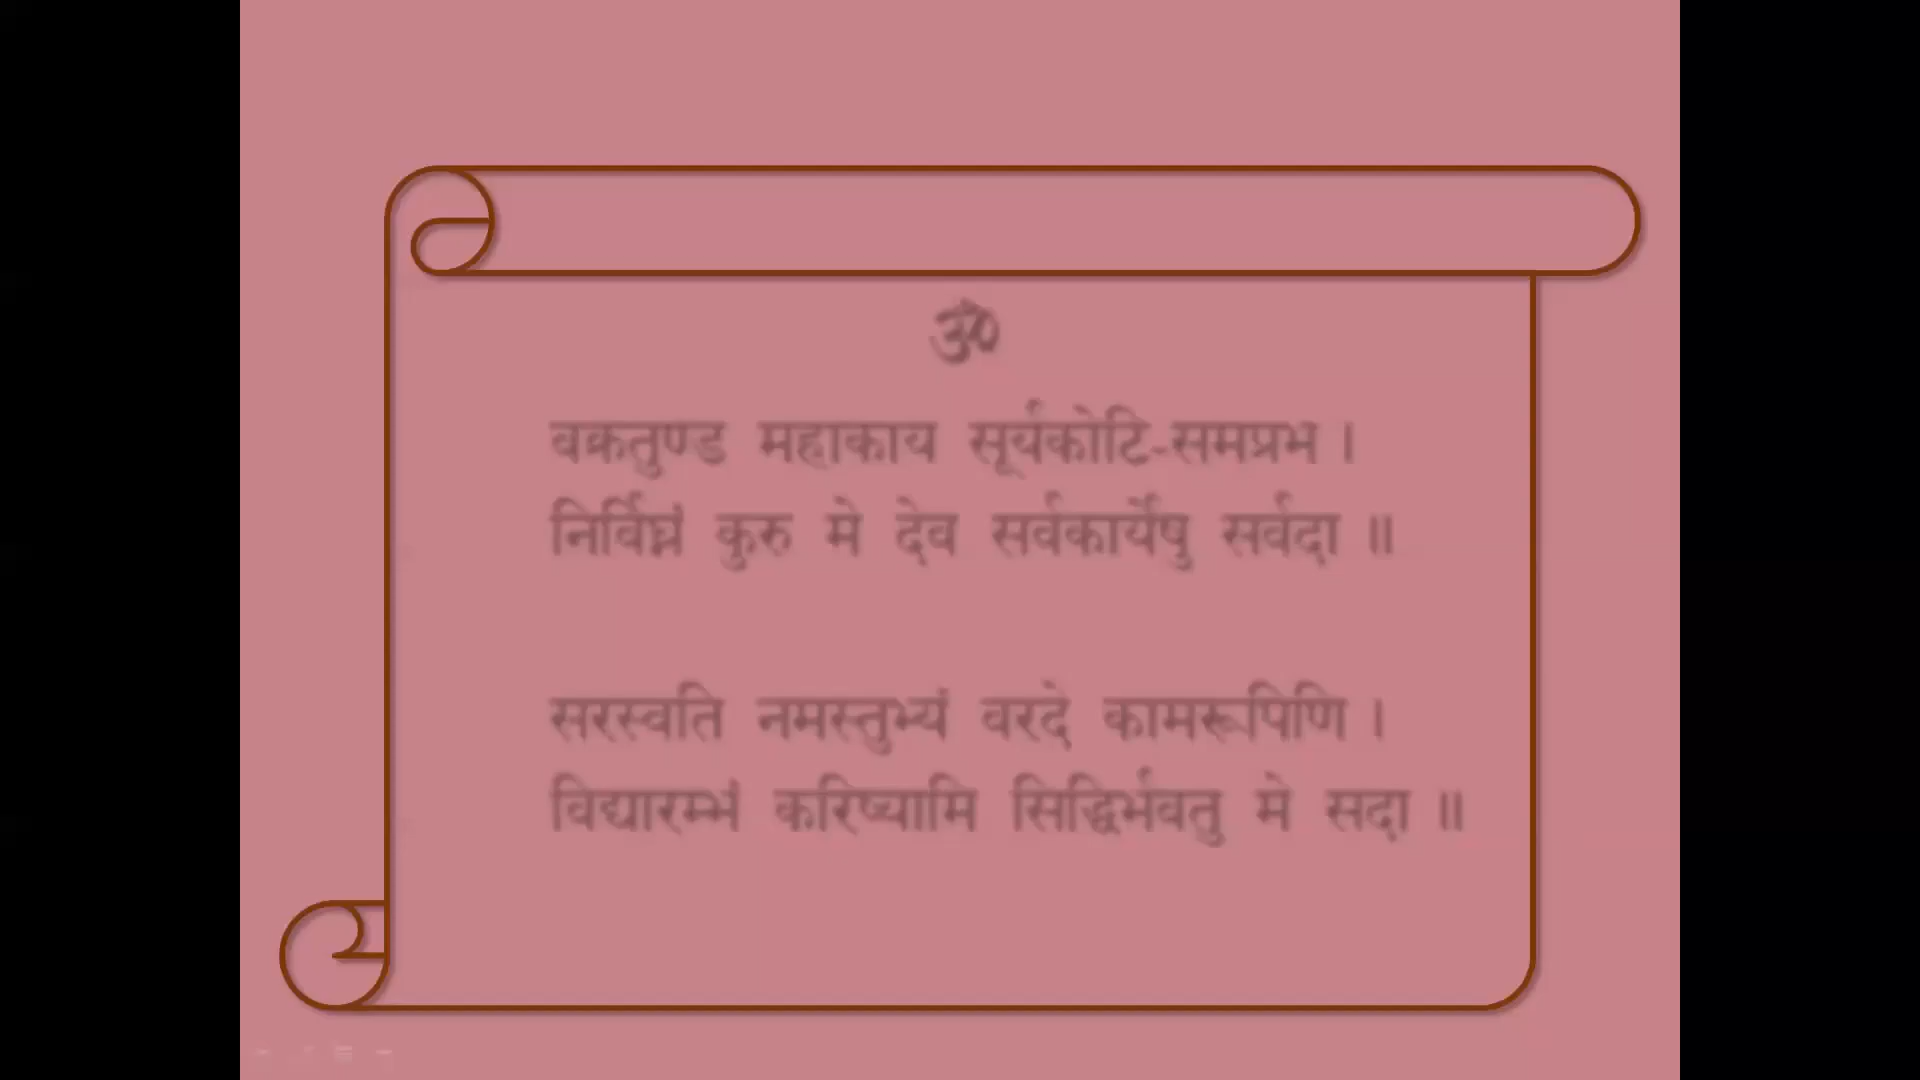 ॐ
वक्रतुण्ड महाकाय सूर्यकोटि-समप्रभ ।
निर्विघ्नं कुरु मे देव सर्वकार्येषु सर्वदा ॥
सरस्वति नमस्तुभ्यं वरदे कामरूपिणि ।
विद्यारम्भं करिष्यामि सिद्धिर्भवतु मे सदा ॥